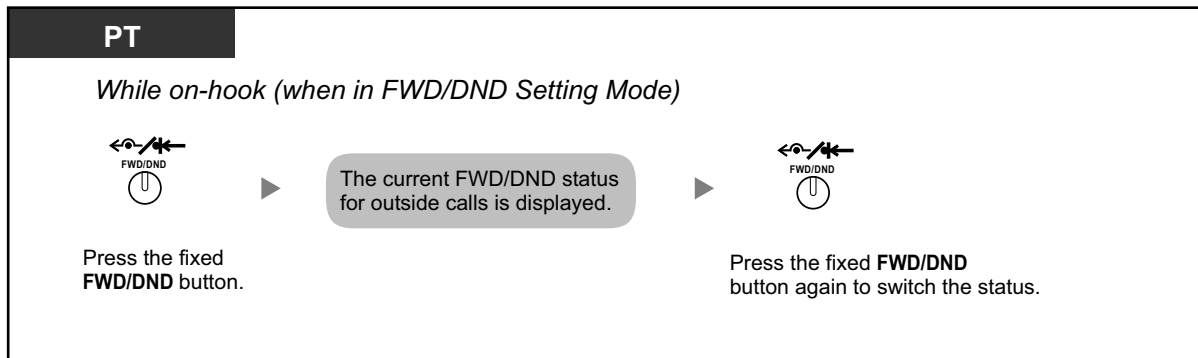 PT
While on-hook (when in FWD/DND Setting Mode)
FWD/DND
The current FWD/DND status
for outside calls is displayed.
FWD/DND
Press the fixed
FWD/DND button.
Press the fixed FWD/DND
button again to switch the status.